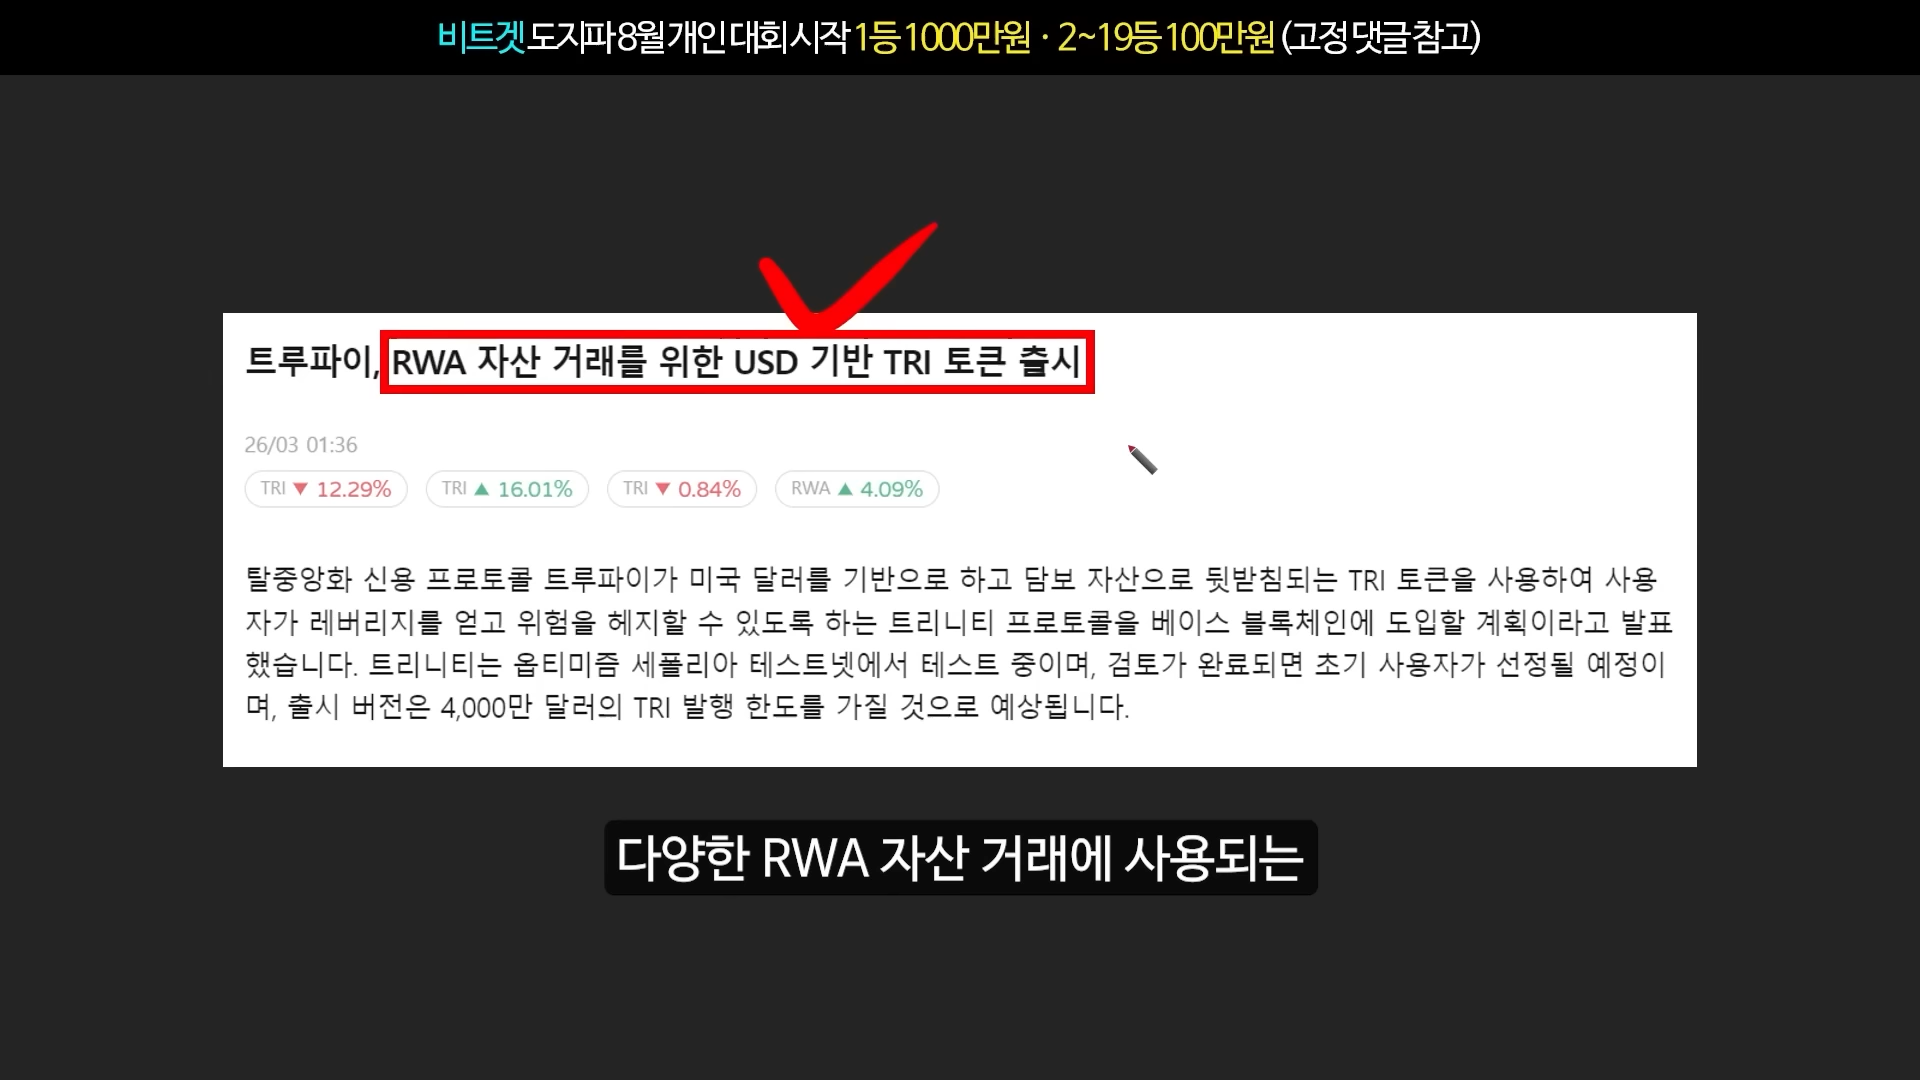 비트겟 도지파 8월 개인 대회 시작 1등 1000만원 · 2~19등 100만원 (고정 댓글 참고)
트루파이, RWA 자산 거래를 위한 USD 기반 TRI 토큰 출시
26/03 01:36
TRI ▼ 12.29% TRI ▲ 16.01% TRI ▼ 0.84% RWA ▲ 4.09%
탈중앙화 신용 프로토콜 트루파이가 미국 달러를 기반으로 하고 담보 자산으로 뒷받침되는 TRI 토큰을 사용하여 사용
자가 레버리지를 얻고 위험을 헤지할 수 있도록 하는 트리니티 프로토콜을 베이스 블록체인에 도입할 계획이라고 발표
했습니다. 트리니티는 옵티미즘 세폴리아 테스트넷에서 테스트 중이며, 검토가 완료되면 초기 사용자가 선정될 예정이
며, 출시 버전은 4,000만 달러의 TRI 발행 한도를 가질 것으로 예상됩니다.
다양한 RWA 자산 거래에 사용되는